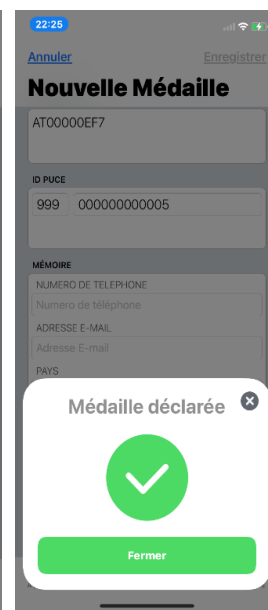 22:25
Annuler Enregistrer
Nouvelle Médaille
AT00000EF7
ID PUCE
999 000000000005
MÉMOIRE
NUMERO DE TELEPHONE
Numero de téléphone
ADRESSE E-MAIL
Adresse E-mail
PAYS
Médaille déclarée
Fermer